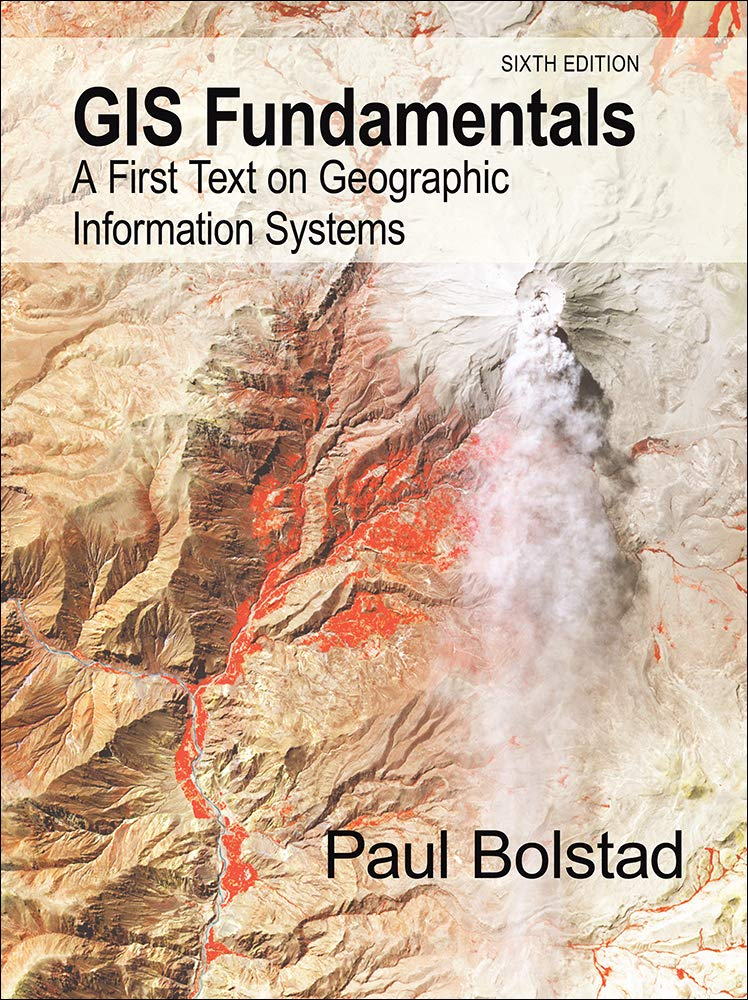 SIXTH EDITION
GIS Fundamentals
A First Text on Geographic
Information Systems
Paul Bolstad